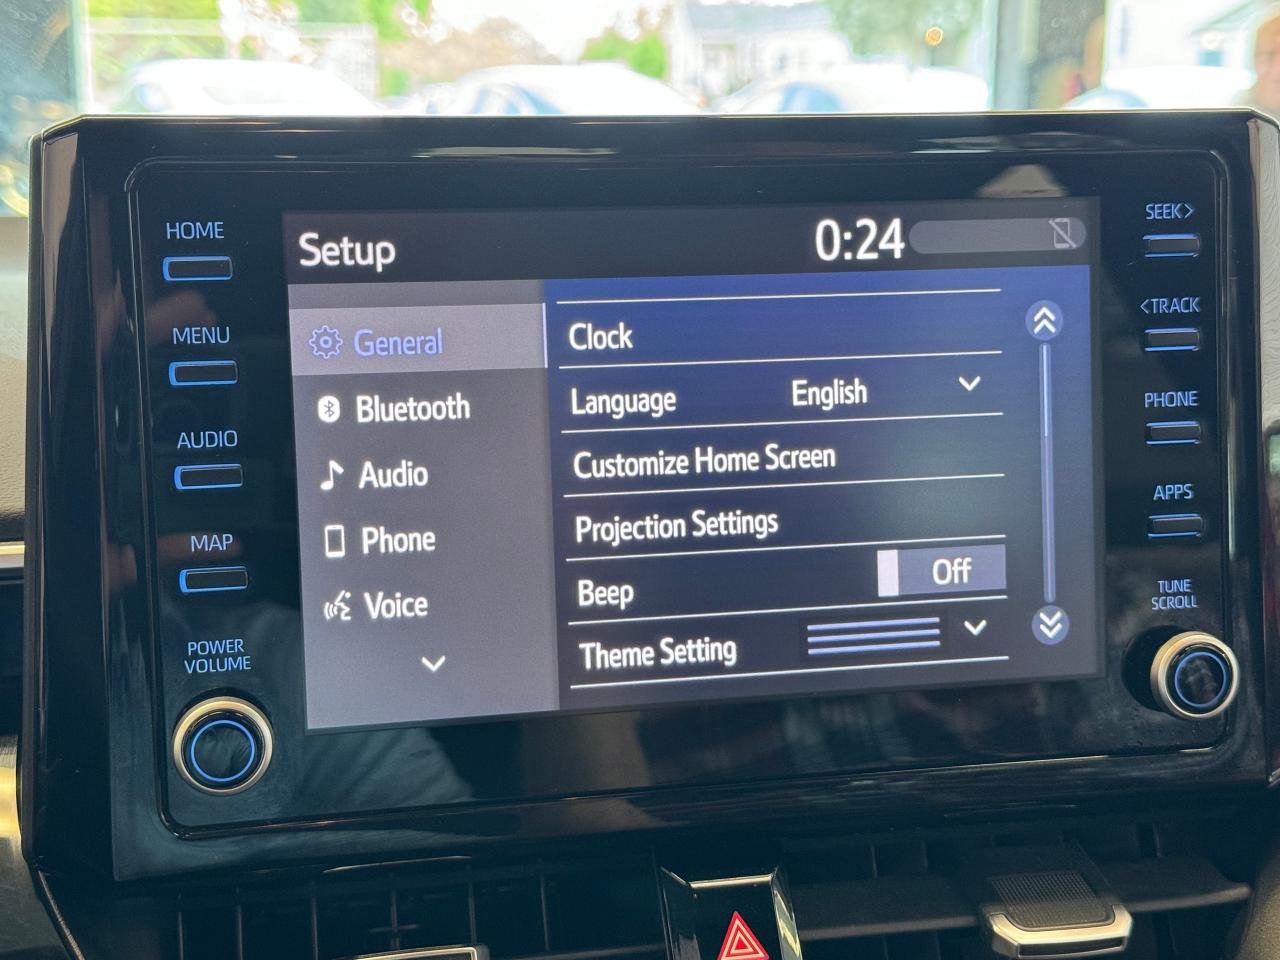 HOME
MENU
AUDIO
MAP
POWER
VOLUME
Setup
0:24
General
Bluetooth
Audio
Phone
Voice
Clock
Language English
Customize Home Screen
Projection Settings
Beep Off
Theme Setting
SEEK>
<TRACK
PHONE
APPS
TUNE
SCROLL